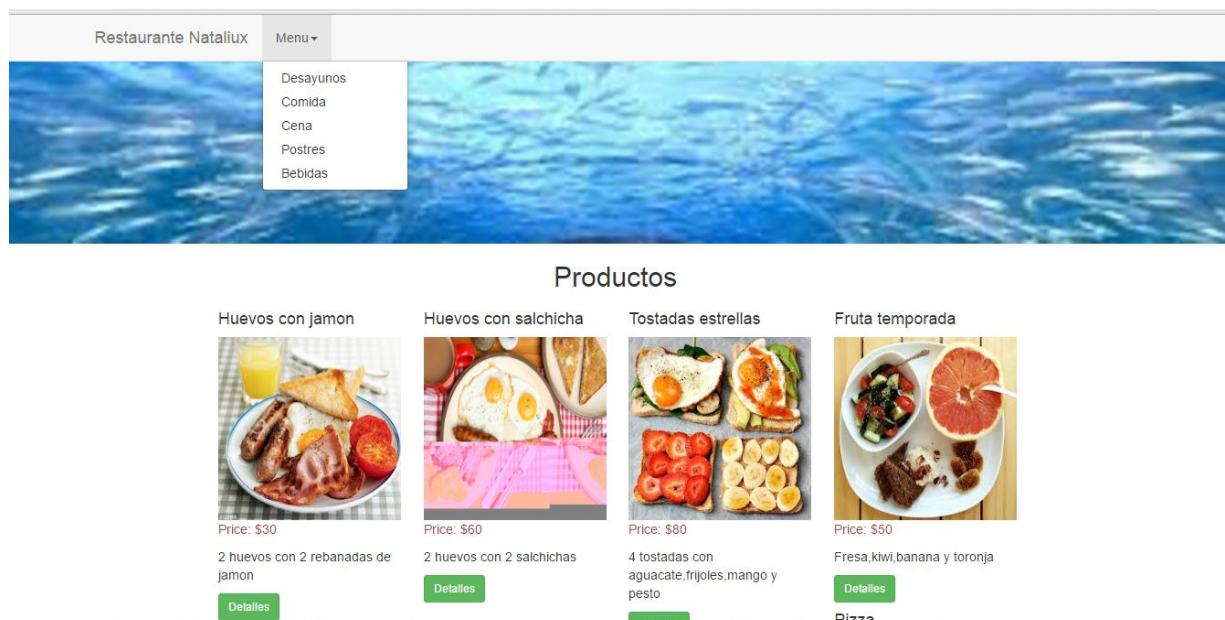 Restaurante Nataliux
Menu
Desayunos
Comida
Cena
Postres
Bebidas
Productos
Huevos con jamon
Price: $30
2 huevos con 2 rebanadas de
jamon
Detalles
Huevos con salchicha
Price: $60
2 huevos con 2 salchichas
Detalles
Tostadas estrellas
Price: $80
4 tostadas con
aguacate,frijoles,mango y
pesto
Fruta temporada
Price: $50
Fresa,kiwi,banana y toronja
Detalles
Pizza